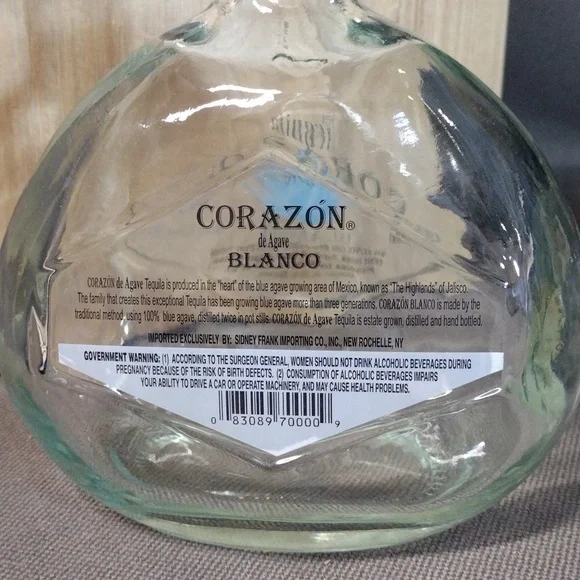 CORAZÓN®
de Agave
BLANCO
CORAZÓN de Agave Tequila is produced in the "heart" of the blue agave growing area of Mexico, known as "The Highlands" of Jalisco.
The family that creates this exceptional Tequila has been growing blue agave more than three generations. CORAZÓN BLANCO is made by the
traditional method, using 100% blue agave, distilled twice in pot stills. CORAZÓN de Agave Tequila is estate grown, distilled and hand bottled.
IMPORTED EXCLUSIVELY BY: SIDNEY FRANK IMPORTING CO., INC., NEW ROCHELLE, NY
GOVERNMENT WARNING: (1) ACCORDING TO THE SURGEON GENERAL, WOMEN SHOULD NOT DRINK ALCOHOLIC BEVERAGES DURING
PREGNANCY BECAUSE OF THE RISK OF BIRTH DEFECTS. (2) CONSUMPTION OF ALCOHOLIC BEVERAGES IMPAIRS
YOUR ABILITY TO DRIVE A CAR OR OPERATE MACHINERY, AND MAY CAUSE HEALTH PROBLEMS.
0 83089 70000 9